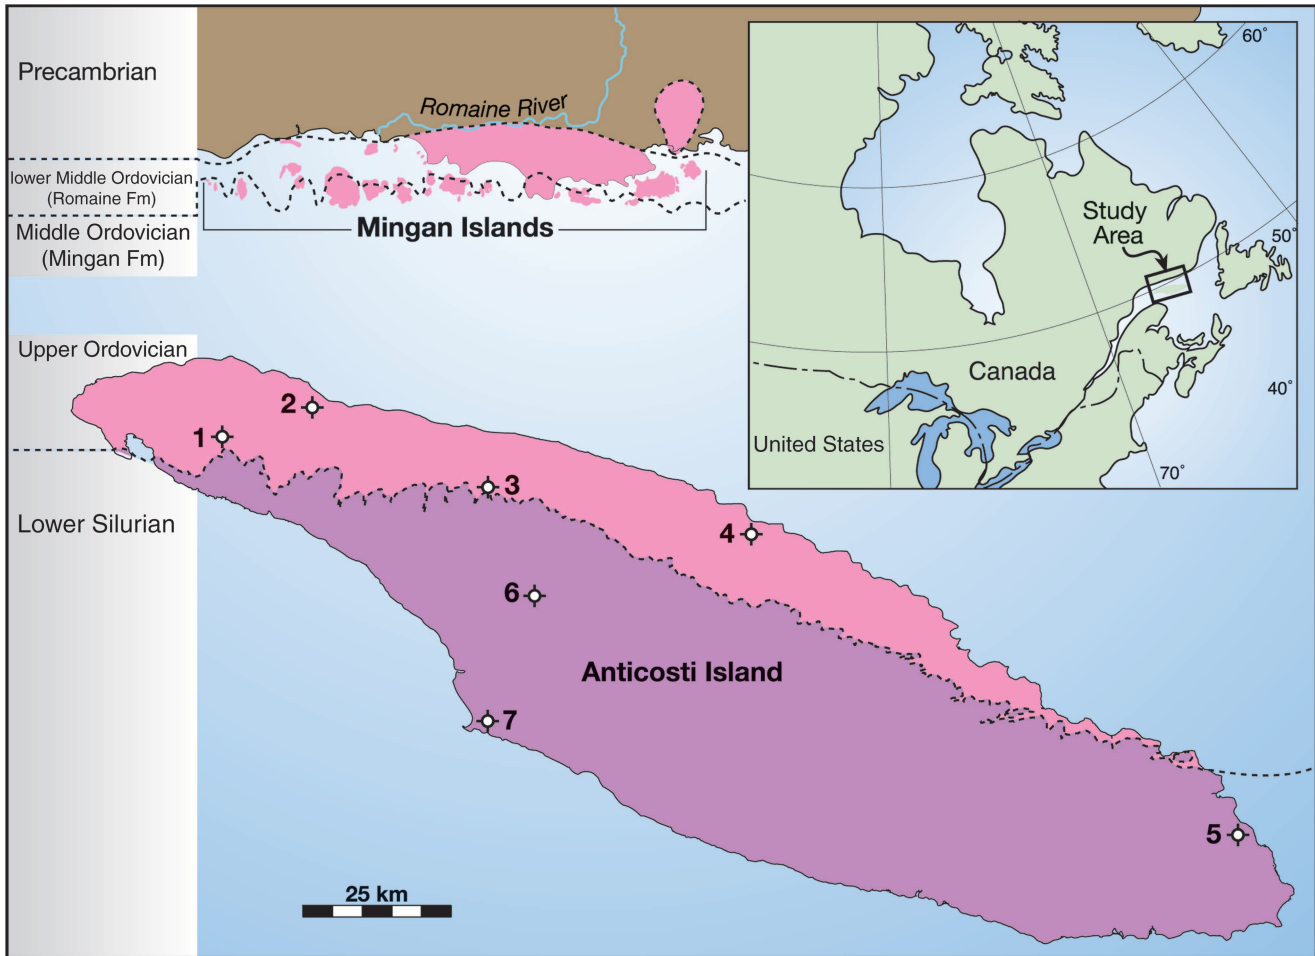 Precambrian
lower Middle Ordovician
(Romaine Fm)
Middle Ordovician
(Mingan Fm)
Upper Ordovician
Lower Silurian
Romaine River
Mingan Islands
1
2
3
4
5
6
7
Anticosti Island
25 km
60°
50°
40°
70°
Study
Area
Canada
United States